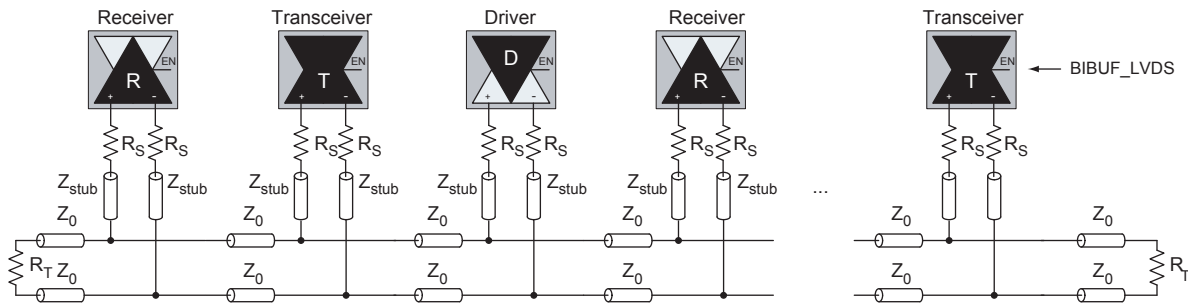 Receiver Transceiver Driver Receiver Transceiver
EN EN D EN EN
R T R T BIBUF_LVDS
+ - + - + - + - + -
R_S R_S R_S R_S R_S R_S R_S R_S R_S R_S
Z_stub Z_stub Z_stub Z_stub Z_stub Z_stub Z_stub Z_stub ...
Z_0 Z_0 Z_0 Z_0 Z_0 Z_0
R_T Z_0 Z_0 Z_0 Z_0 Z_0 Z_0 R_T